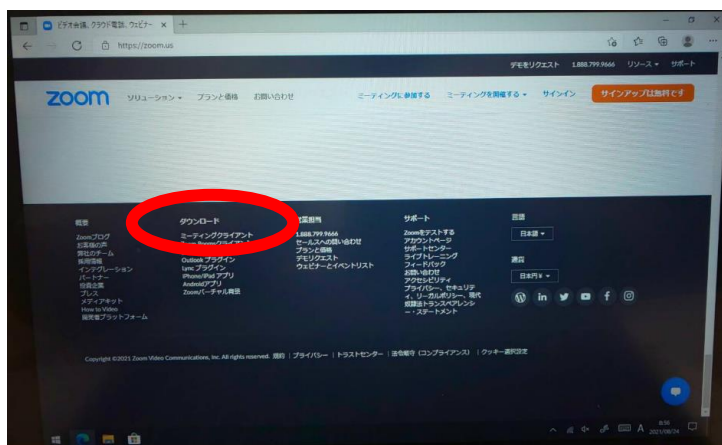 ビデオ会議、クラウド電話、ウェビナー
https://zoom.us
デモをリクエスト 1.888.799.9666 リソース サポート
zoom ソリューション プランと価格 お問い合わせ ミーティングに参加する ミーティングを開催する サインイン サインアップは無料です
概要
Zoomブログ
お客様の声
弊社のチーム
採用情報
インテグレーション
パートナー
投資企業
プレス
メディアキット
How to Video
開発者プラットフォーム
ダウンロード
ミーティングクライアント
Outlook プラグイン
Lync プラグイン
iPhone/iPad アプリ
Androidアプリ
Zoomバーチャル背景
営業担当
1.888.799.9666
セールスへの問い合わせ
プランと価格
デモリクエスト
ウェビナーとイベントリスト
サポート
Zoomをテストする
アカウントページ
サポートセンター
ライブトレーニング
フィードバック
お問い合わせ
アクセシビリティ
プライバシー、セキュリテ
ィ、リーガルポリシー、現代
奴隷法トランスペアレンシ
ー・ステートメント
言語
日本語
通貨
日本円 ¥
in
f
Copyright ©2021 Zoom Video Communications, Inc. All rights reserved. 規約 | プライバシー | トラストセンター | 法令順守（コンプライアンス） | クッキー選択設定
A
8:50
2021/08/24